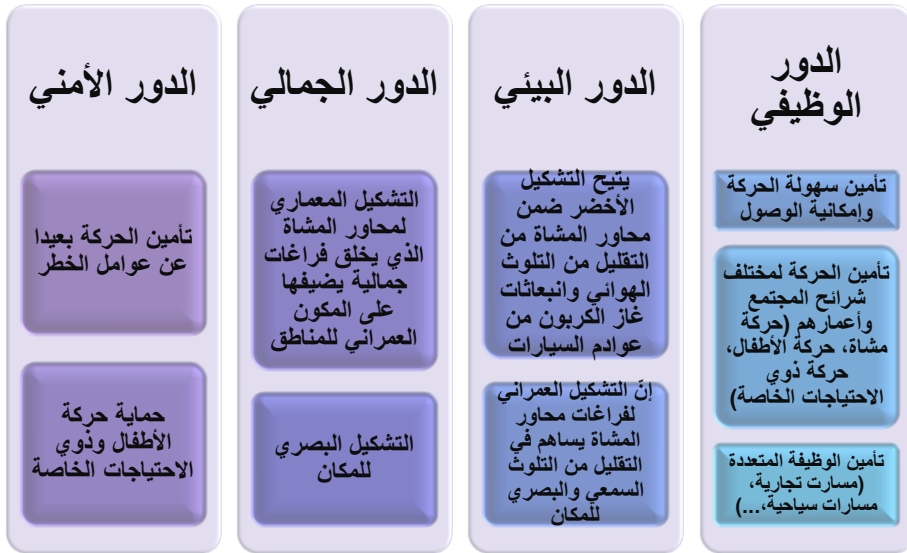 الدور
الوظيفي
تأمين سهولة الحركة
وإمكانية الوصول
تأمين الحركة لمختلف
شرائح المجتمع
وأعمارهم (حركة
مشاة، حركة الأطفال،
حركة ذوي
الاحتياجات الخاصة)
تأمين الوظيفة المتعددة
(مسارت تجارية،
مسارات سياحية،...)
الدور البيئي
يتيح التشكيل
الأخضر ضمن
محاور المشاة من
التقليل من التلوث
الهوائي وانبعاثات
غاز الكربون من
عوادم السيارات
إنّ التشكيل العمراني
لفراغات محاور
المشاة يساهم في
التقليل من التلوث
السمعي والبصري
للمكان
الدور الجمالي
التشكيل المعماري
لمحاور المشاة
الذي يخلق فراغات
جمالية يضيفها
على المكون
العمراني للمناطق
التشكيل البصري
للمكان
الدور الأمني
تأمين الحركة بعيدا
عن عوامل الخطر
حماية حركة
الأطفال وذوي
الاحتياجات الخاصة